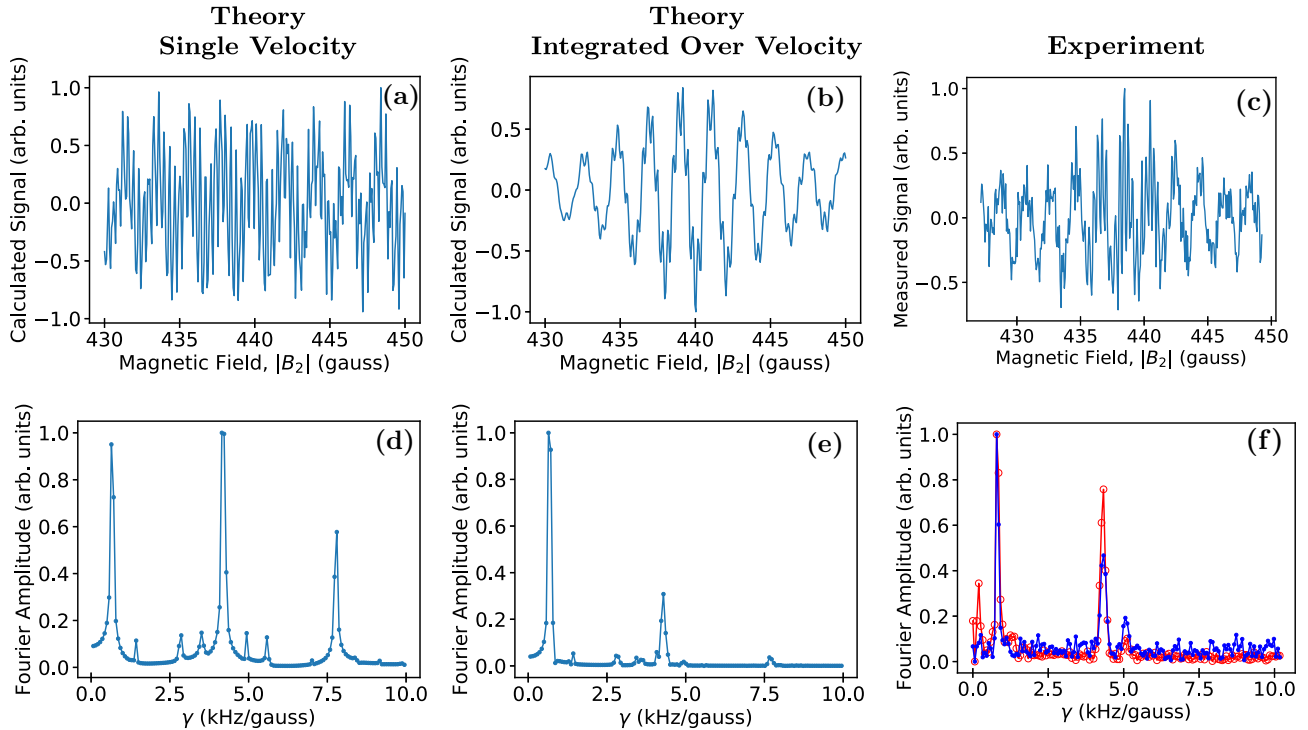 Theory
Single Velocity
Theory
Integrated Over Velocity
Experiment
(a)
Calculated Signal (arb. units)
1.0
0.5
0.0
−0.5
−1.0
430 435 440 445 450
Magnetic Field, |B2| (gauss)
(b)
Calculated Signal (arb. units)
0.5
0.0
−0.5
−1.0
430 435 440 445 450
Magnetic Field, |B2| (gauss)
(c)
Measured Signal (arb. units)
1.0
0.5
0.0
−0.5
430 435 440 445 450
Magnetic Field, |B2| (gauss)
(d)
Fourier Amplitude (arb. units)
1.0
0.8
0.6
0.4
0.2
0.0
0.0 2.5 5.0 7.5 10.0
γ (kHz/gauss)
(e)
Fourier Amplitude (arb. units)
1.0
0.8
0.6
0.4
0.2
0.0
0.0 2.5 5.0 7.5 10.0
γ (kHz/gauss)
(f)
Fourier Amplitude (arb. units)
1.0
0.8
0.6
0.4
0.2
0.0
0.0 2.5 5.0 7.5 10.0
γ (kHz/gauss)